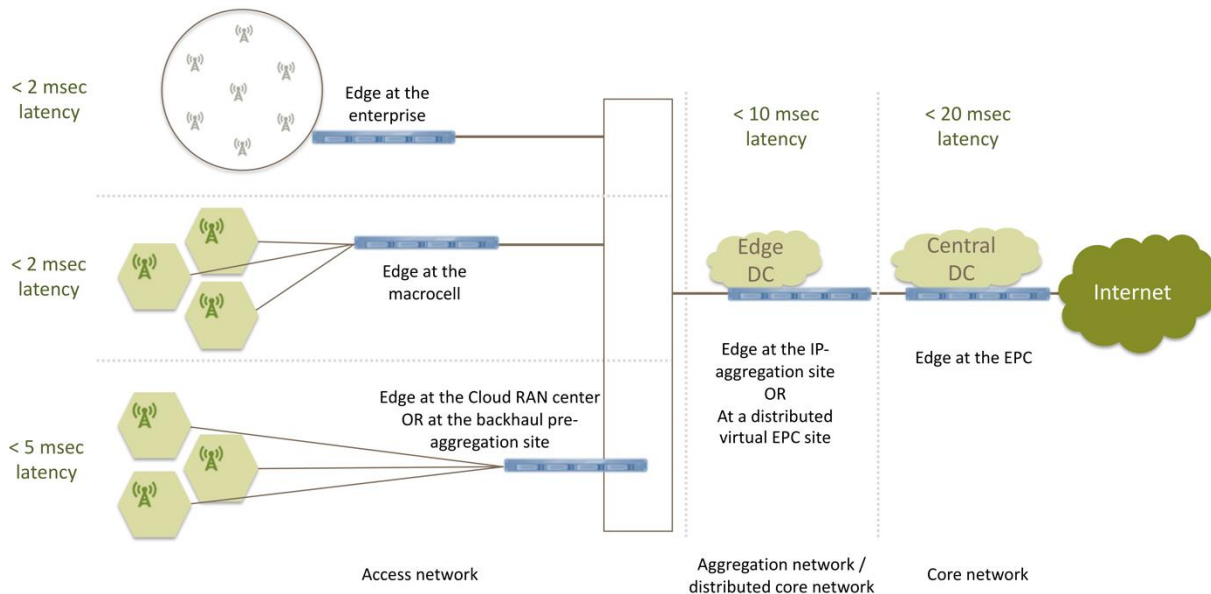 < 2 msec
latency
Edge at the
enterprise
< 10 msec
latency
< 20 msec
latency
< 2 msec
latency
Edge at the
macrocell
Edge
DC
Central
DC
Internet
Edge at the IP-
aggregation site
OR
At a distributed
virtual EPC site
Edge at the EPC
< 5 msec
latency
Edge at the Cloud RAN center
OR at the backhaul pre-
aggregation site
Access network
Aggregation network /
distributed core network
Core network